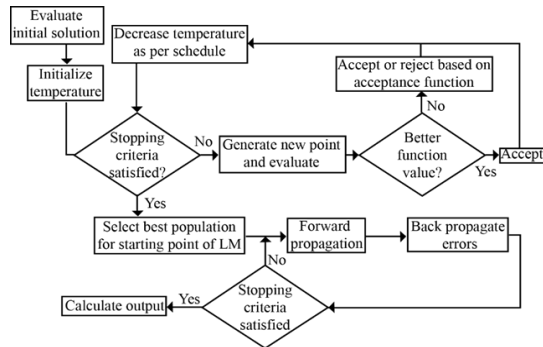 Evaluate
initial solution
Decrease temperature
as per schedule
Accept or reject based on
acceptance function
Initialize
temperature
No
Stopping
criteria
satisfied?
No
Generate new point
and evaluate
Better
function
value?
Yes
Accept
Yes
Select best population
for starting point of LM
Forward
propagation
Back propagate
errors
No
Stopping
criteria
satisfied
Yes
Calculate output